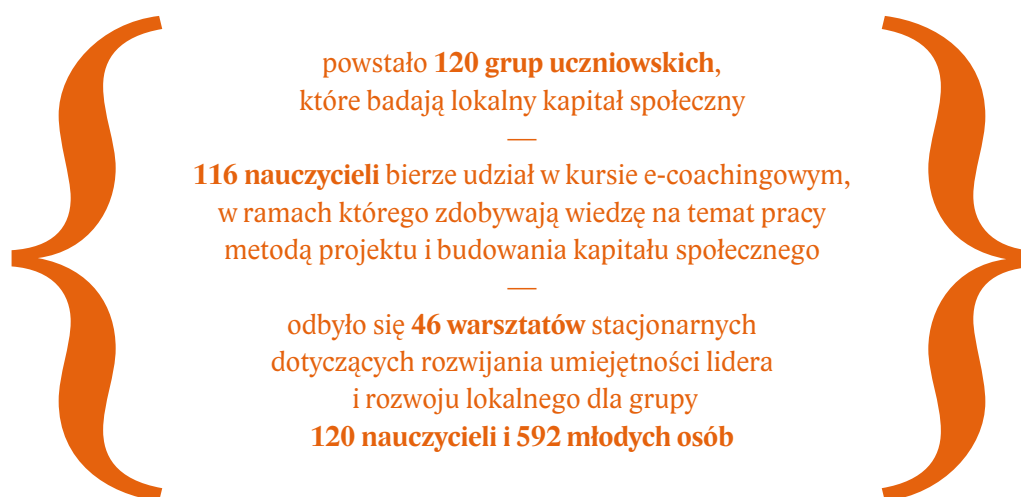 powstało 120 grup uczniowskich,
które badają lokalny kapitał społeczny
—
116 nauczycieli bierze udział w kursie e-coachingowym,
w ramach którego zdobywają wiedzę na temat pracy
metodą projektu i budowania kapitału społecznego
—
odbyło się 46 warsztatów stacjonarnych
dotyczących rozwijania umiejętności lidera
i rozwoju lokalnego dla grupy
120 nauczycieli i 592 młodych osób